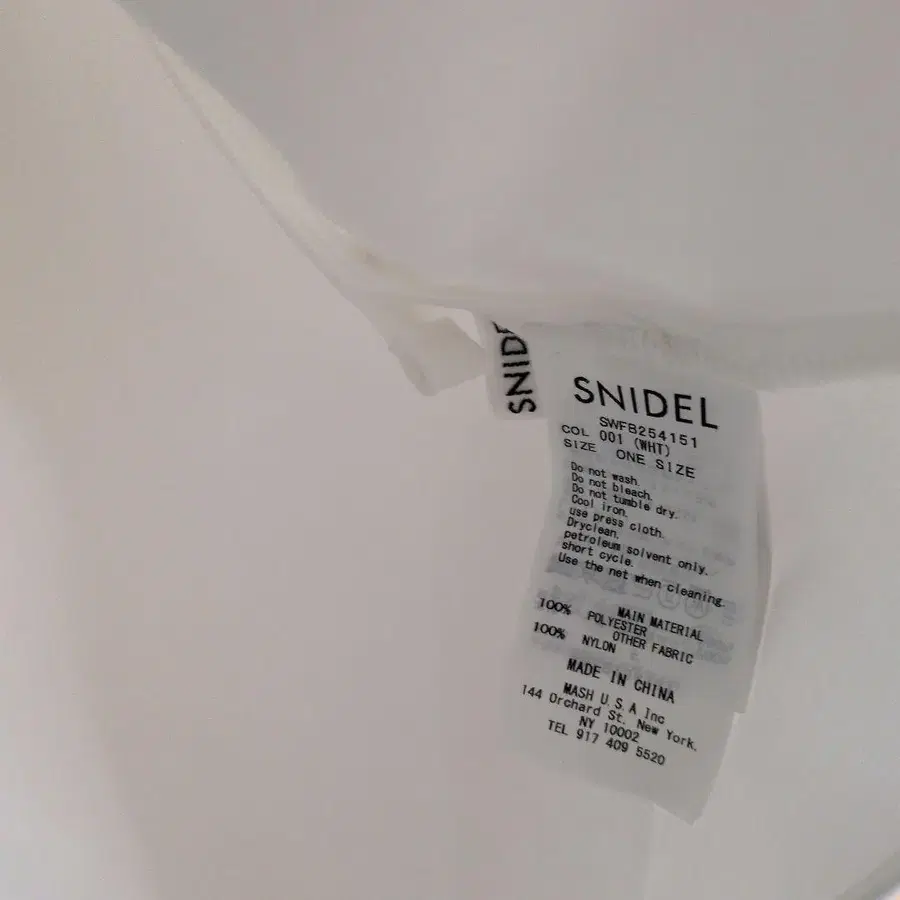 SNIDEL
SNIDEL
SWFB254151
COL 001 (WHT)
SIZE ONE SIZE
Do not wash.
Do not bleach.
Do not tumble dry.
Cool iron.
use press cloth.
Dryclean.
petroleum solvent only.
short cycle.
Use the net when cleaning.
MAIN MATERIAL
100% POLYESTER
OTHER FABRIC
100% NYLON
MADE IN CHINA
MASH U.S.A Inc
144 Orchard St. New York.
NY 10002
TEL 917 409 5520